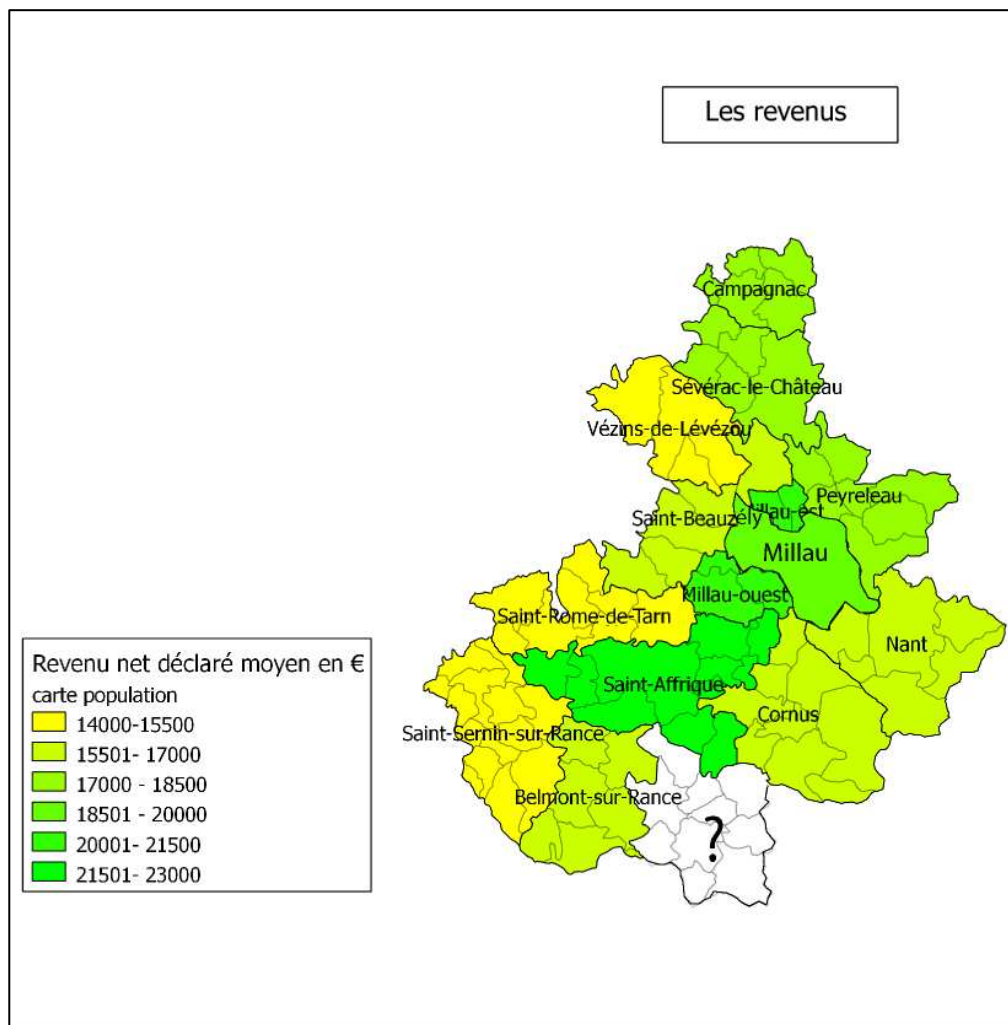 Les revenus
Campagnac
Sévérac-le-Château
Vézins-de-Lévézou
Peyreleau
Saint-Beauzély
Millau
Millau-ouest
Saint-Rome-de-Tarn
Nant
Saint-Affrique
Cornus
Saint-Sernin-sur-Rance
Belmont-sur-Rance
?
Revenu net déclaré moyen en €
carte population
14000-15500
15501- 17000
17000 - 18500
18501 - 20000
20001- 21500
21501- 23000